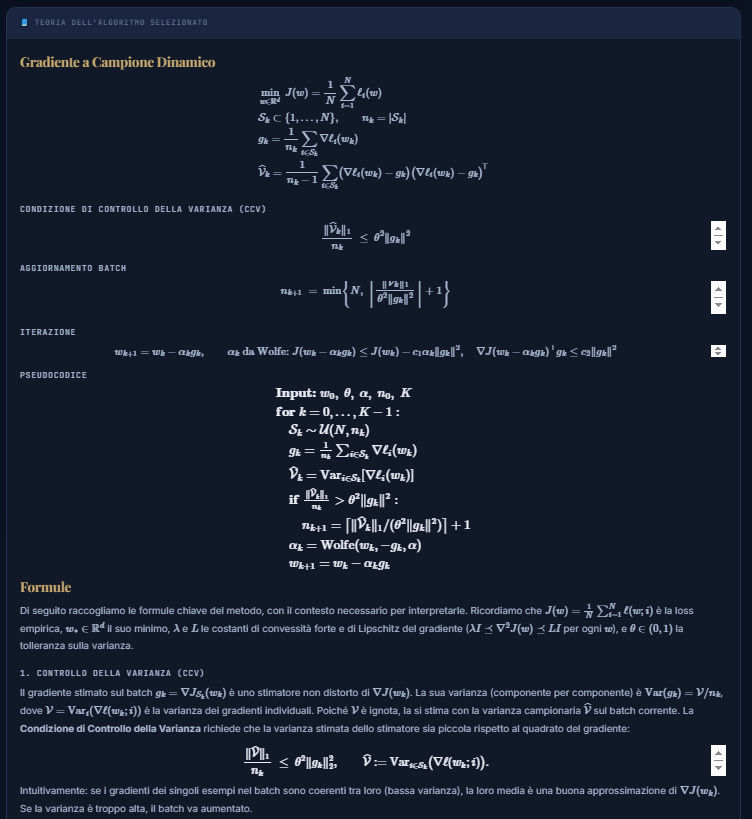 TEORIA DELL'ALGORITMO SELEZIONATO
Gradiente a Campione Dinamico
$\min_{w \in \mathbb{R}^d} J(w) = \frac{1}{N} \sum_{i=1}^{N} \ell_i(w)$
$\mathcal{S}_k \subset \{1, \ldots, N\}, \quad n_k = |\mathcal{S}_k|$
$g_k = \frac{1}{n_k} \sum_{i \in \mathcal{S}_k} \nabla \ell_i(w_k)$
$\widehat{\mathcal{V}}_k = \frac{1}{n_k - 1} \sum_{i \in \mathcal{S}_k} (\nabla \ell_i(w_k) - g_k)(\nabla \ell_i(w_k) - g_k)^\top$
CONDIZIONE DI CONTROLLO DELLA VARIANZA (CCV)
$\frac{\|\widehat{\mathcal{V}}_k\|_1}{n_k} \le \theta^2 \|g_k\|^2$
AGGIORNAMENTO BATCH
$n_{k+1} = \min\left\{N, \left\lceil \frac{\|\widehat{\mathcal{V}}_k\|_1}{\theta^2 \|g_k\|^2} \right\rceil + 1\right\}$
ITERAZIONE
$w_{k+1} = w_k - \alpha_k g_k, \quad \alpha_k \text{ da Wolfe: } J(w_k - \alpha_k g_k) \le J(w_k) - c_1 \alpha_k \|g_k\|^2, \quad \nabla J(w_k - \alpha_k g_k)^\top g_k \le c_2 \|g_k\|^2$
PSEUDOCODICE
Input: $w_0, \theta, \alpha, n_0, K$
for $k = 0, \ldots, K - 1$ :
$\mathcal{S}_k \sim \mathcal{U}(N, n_k)$
$g_k = \frac{1}{n_k} \sum_{i \in \mathcal{S}_k} \nabla \ell_i(w_k)$
$\widehat{\mathcal{V}}_k = \mathrm{Var}_{i \in \mathcal{S}_k}[\nabla \ell_i(w_k)]$
if $\frac{\|\widehat{\mathcal{V}}_k\|_1}{n_k} > \theta^2 \|g_k\|^2$ :
$n_{k+1} = \lceil \|\widehat{\mathcal{V}}_k\|_1 / (\theta^2 \|g_k\|^2) \rceil + 1$
$\alpha_k = \mathrm{Wolfe}(w_k, -g_k, \alpha)$
$w_{k+1} = w_k - \alpha_k g_k$
Formule
Di seguito raccogliamo le formule chiave del metodo, con il contesto necessario per interpretarle. Ricordiamo che $J(w) = \frac{1}{N} \sum_{i=1}^{N} \ell(w; i)$ è la loss
empirica, $w_* \in \mathbb{R}^d$ il suo minimo, $\lambda$ e $L$ le costanti di convessità forte e di Lipschitz del gradiente ($\lambda I \preceq \nabla^2 J(w) \preceq LI$ per ogni $w$), e $\theta \in (0, 1)$ la
tolleranza sulla varianza.
1. CONTROLLO DELLA VARIANZA (CCV)
Il gradiente stimato sul batch $g_k = \nabla J_{\mathcal{S}_k}(w_k)$ è uno stimatore non distorto di $\nabla J(w_k)$. La sua varianza (componente per componente) è $\mathrm{Var}(g_k) = \mathcal{V}/n_k$,
dove $\mathcal{V} = \mathrm{Var}_i(\nabla \ell(w_k; i))$ è la varianza dei gradienti individuali. Poiché $\mathcal{V}$ è ignota, la si stima con la varianza campionaria $\widehat{\mathcal{V}}$ sul batch corrente. La
Condizione di Controllo della Varianza richiede che la varianza stimata dello stimatore sia piccola rispetto al quadrato del gradiente:
$\frac{\|\widehat{\mathcal{V}}\|_1}{n_k} \le \theta^2 \|g_k\|_2^2, \quad \widehat{\mathcal{V}} := \mathrm{Var}_{i \in \mathcal{S}_k}(\nabla \ell(w_k; i)).$
Intuitivamente: se i gradienti dei singoli esempi nel batch sono coerenti tra loro (bassa varianza), la loro media è una buona approssimazione di $\nabla J(w_k)$.
Se la varianza è troppo alta, il batch va aumentato.